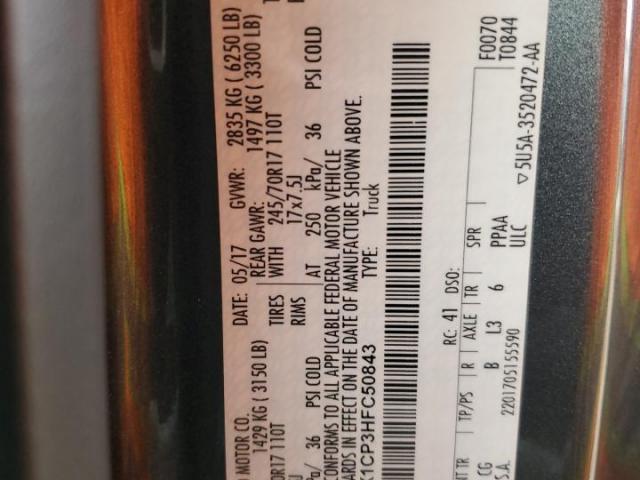 DATE: 05/17 GVWR: 2835 KG ( 6250 LB)
MOTOR CO. REAR GAWR: 1497 KG ( 3300 LB)
1429 KG ( 3150 LB) WITH 245/70R17 110T
TIRES
70R17 110T RIMS 17x7.5J
36 PSI COLD AT 250 kPa/ 36 PSI COLD
CONFORMS TO ALL APPLICABLE FEDERAL MOTOR VEHICLE
IN EFFECT ON THE DATE OF MANUFACTURE SHOWN ABOVE.
1CP3HFC50843 TYPE: Truck
F0070
T0844
RC: 41 DSO:
TR TP/PS R AXLE TR SPR
CG B L3 6 PPAA
S.A. 2201705155590 ULC
▽ 5U5A-3520472-AA